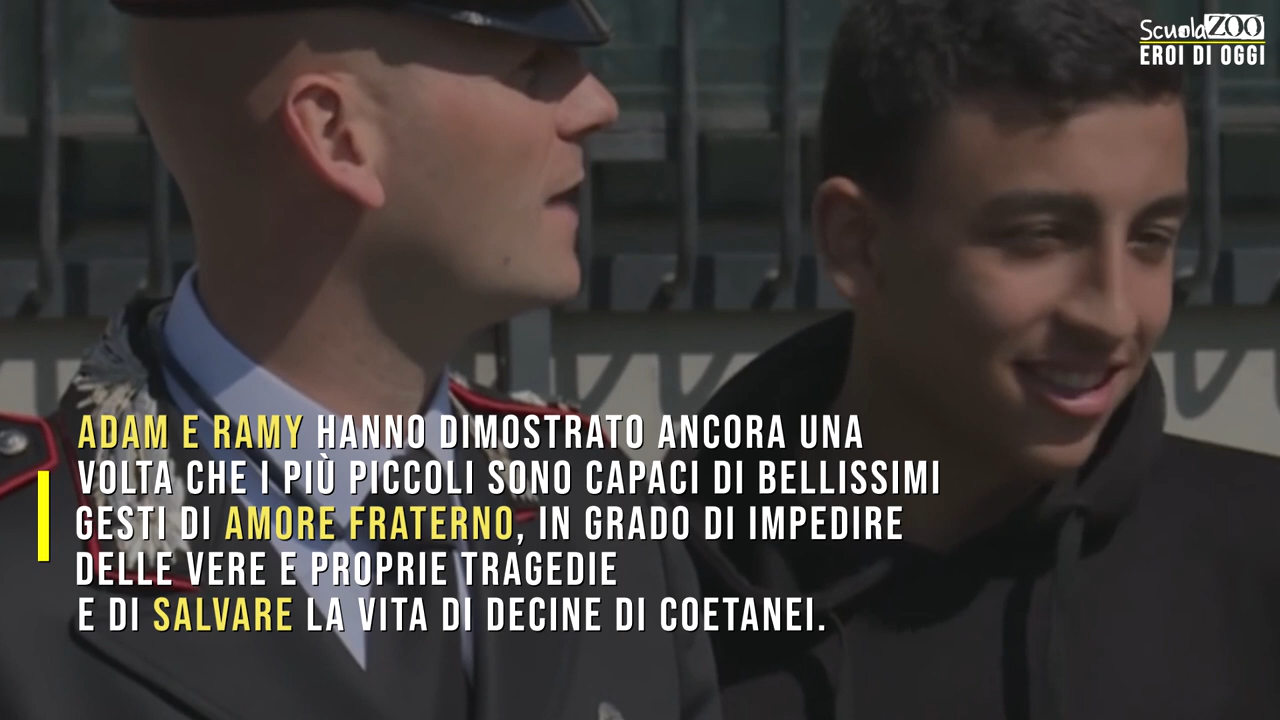 ScuolaZOO
EROI DI OGGI
ADAM E RAMY HANNO DIMOSTRATO ANCORA UNA
VOLTA CHE I PIÙ PICCOLI SONO CAPACI DI BELLISSIMI
GESTI DI AMORE FRATERNO, IN GRADO DI IMPEDIRE
DELLE VERE E PROPRIE TRAGEDIE
E DI SALVARE LA VITA DI DECINE DI COETANEI.